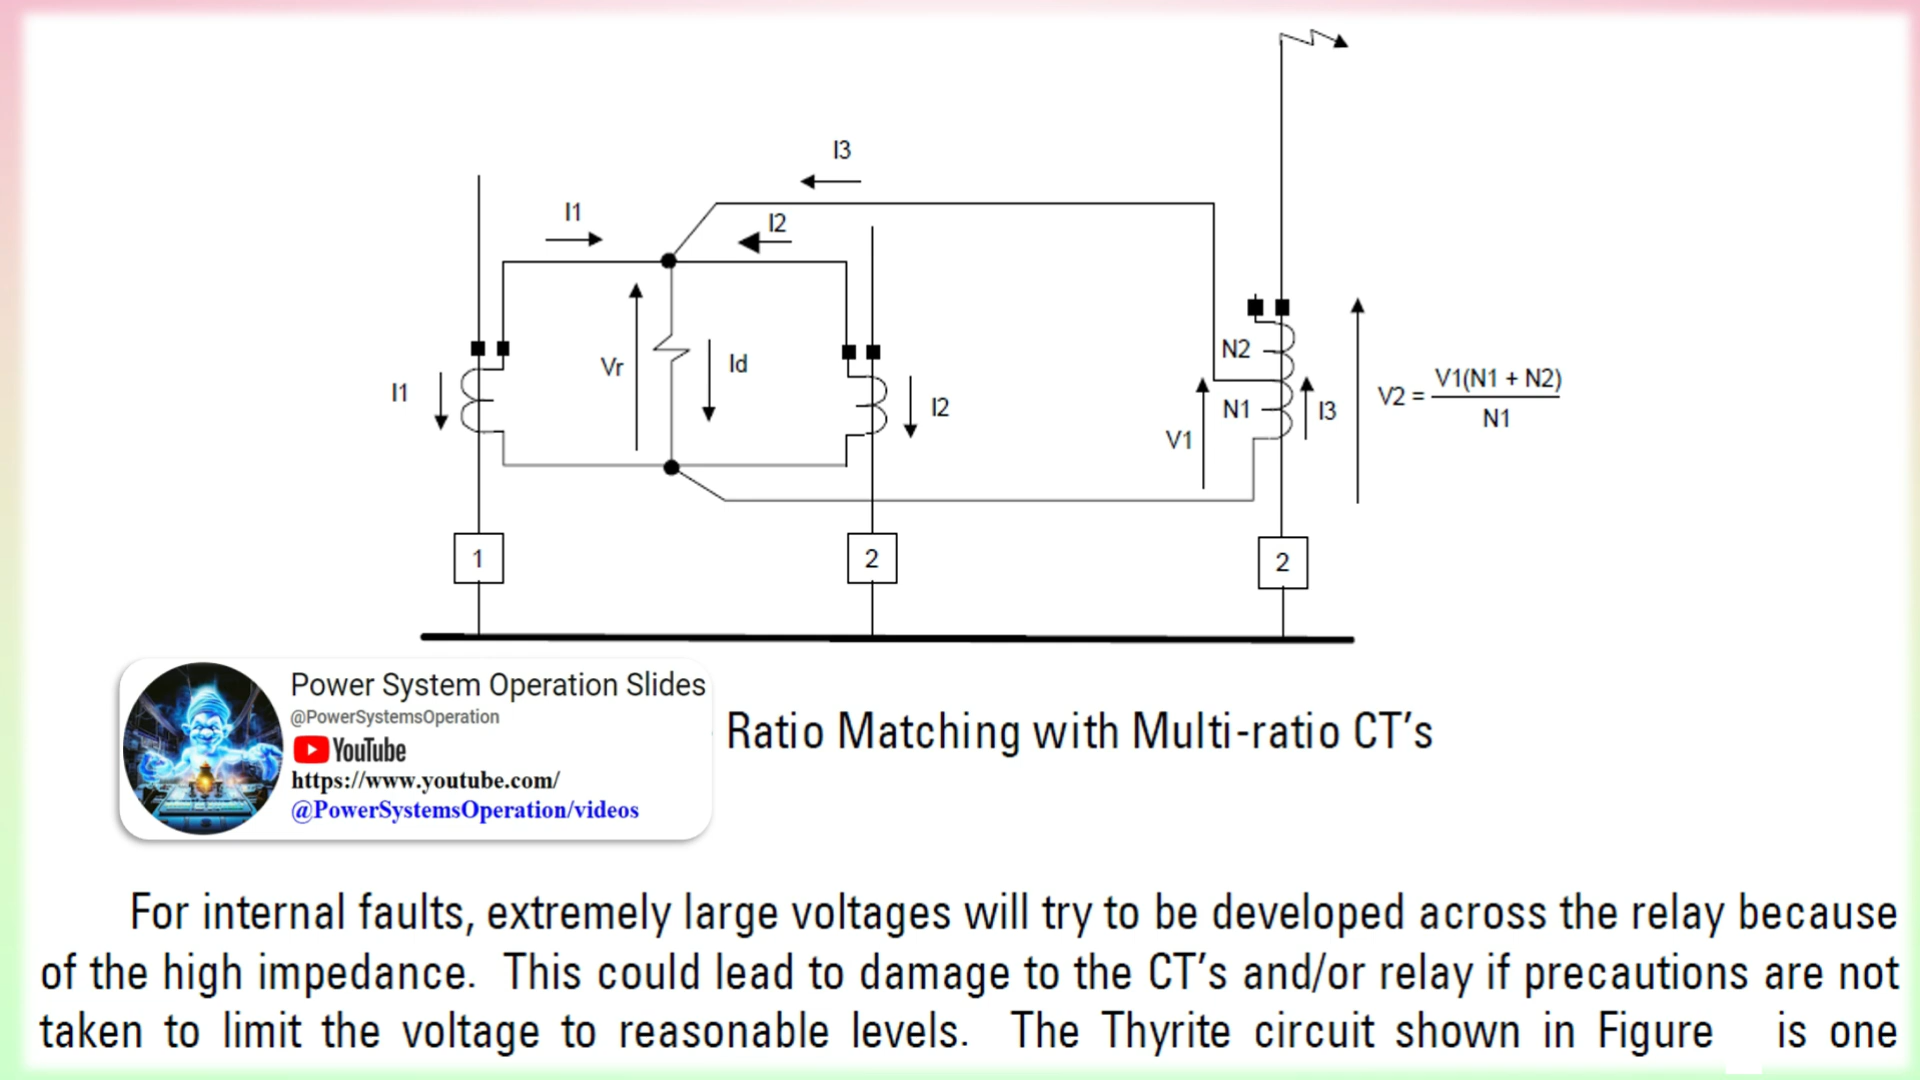 I3
I1
I2
Vr
Id
I1
I2
N2
N1
I3
V1
V2 = V1(N1 + N2)
N1
1
2
2
Power System Operation Slides
@PowerSystemsOperation
YouTube
https://www.youtube.com/
@PowerSystemsOperation/videos
Ratio Matching with Multi-ratio CT's
For internal faults, extremely large voltages will try to be developed across the relay because
of the high impedance. This could lead to damage to the CT's and/or relay if precautions are not
taken to limit the voltage to reasonable levels. The Thyrite circuit shown in Figure is one